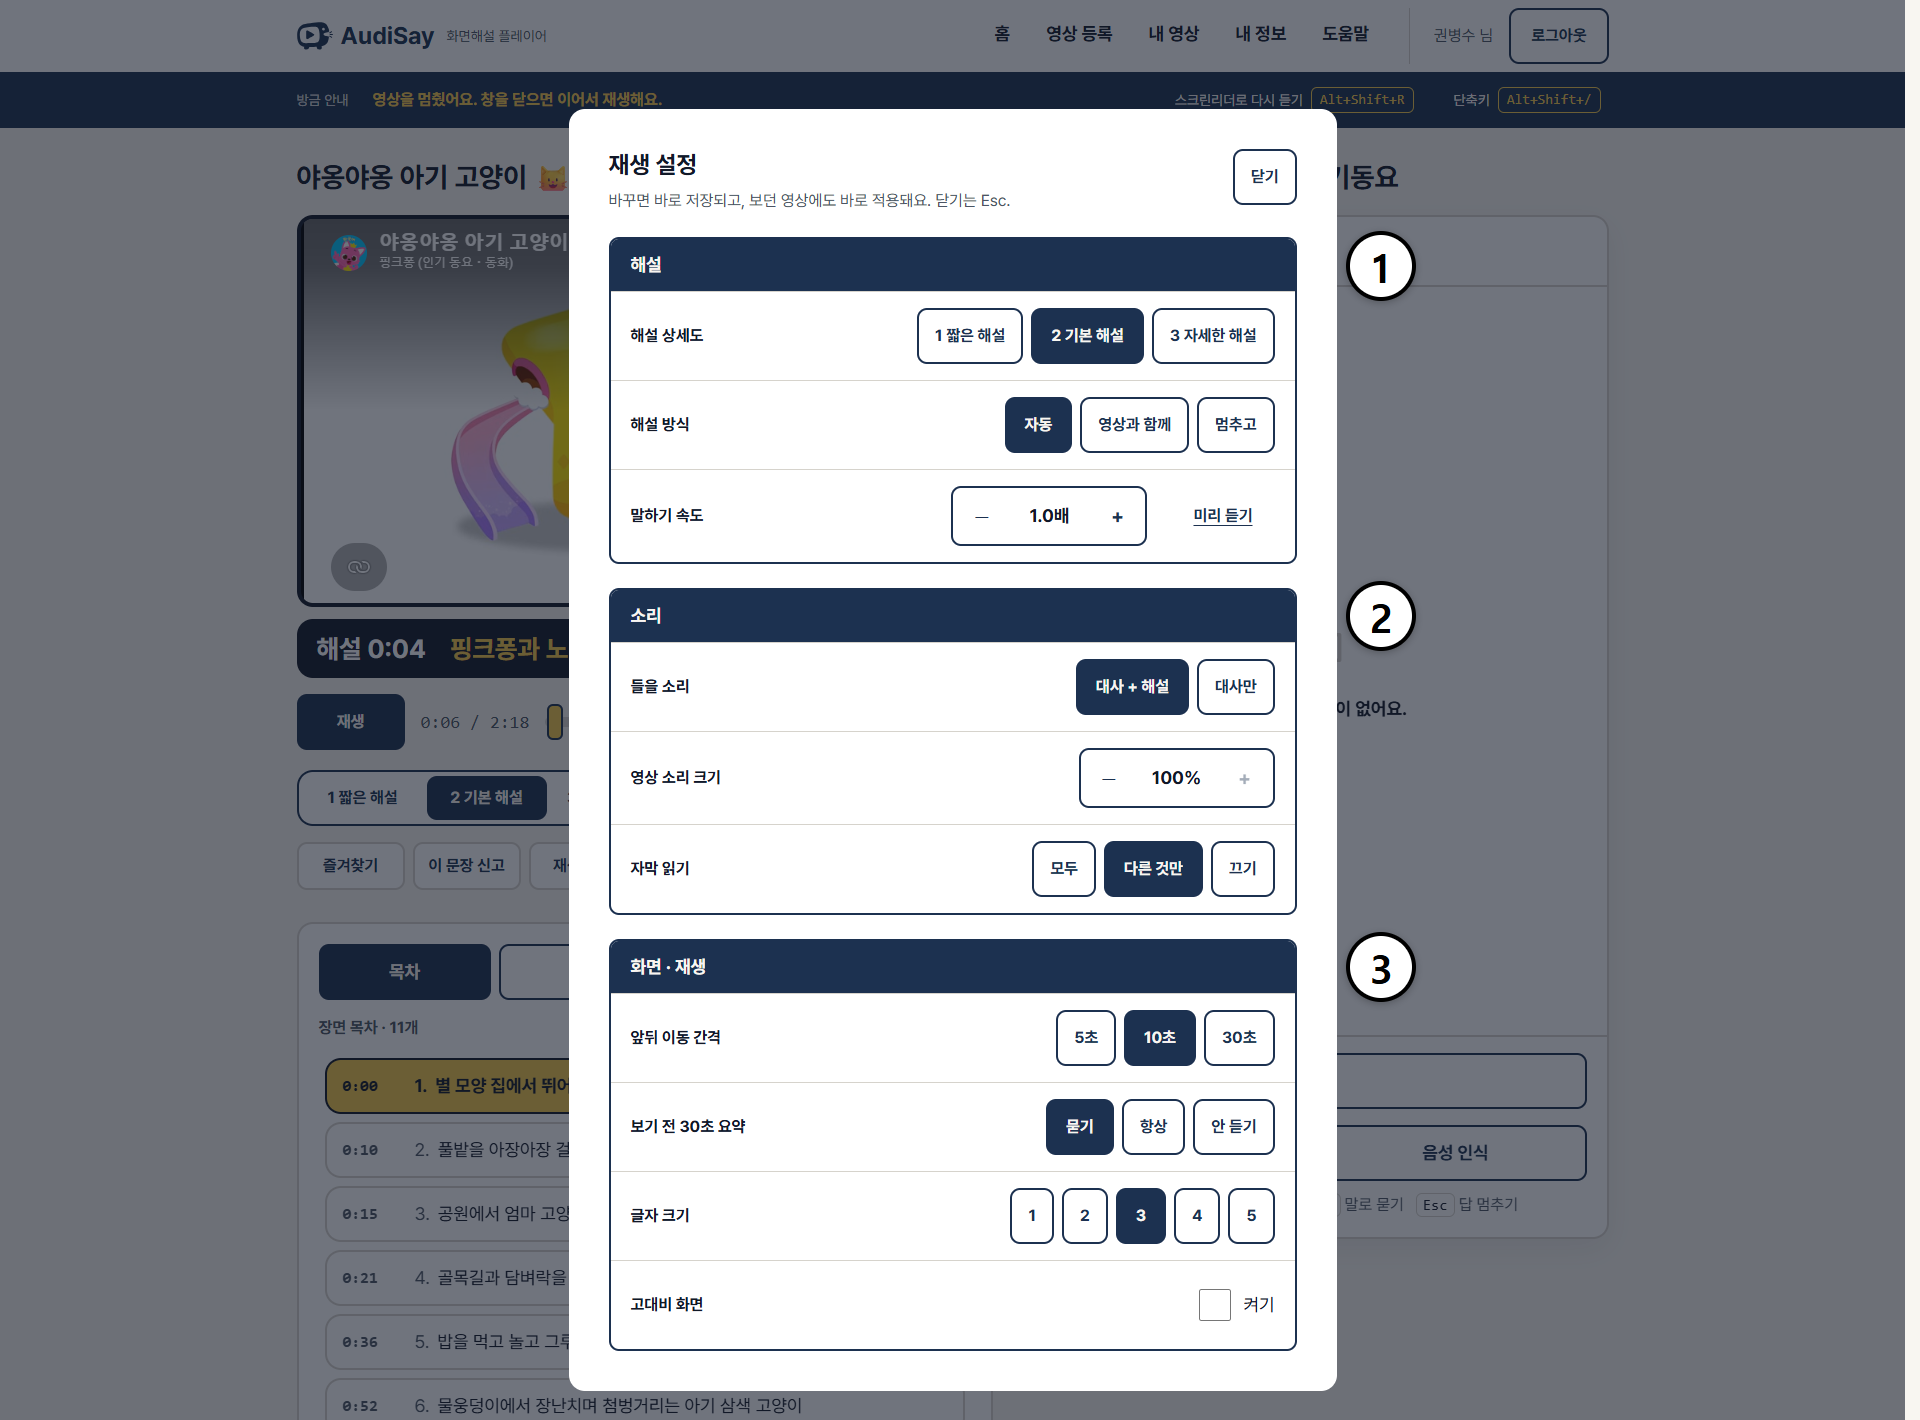 AudiSay 화면해설 플레이어
홈 영상 등록 내 영상 내 정보 도움말 권병수 님 로그아웃
방금 안내 영상을 멈췄어요. 창을 닫으면 이어서 재생해요. 스크린리더로 다시 듣기 Alt+Shift+R 단축키 Alt+Shift+/
야옹야옹 아기 고양이
기동요
야옹야옹 아기 고양이
핑크퐁 (인기 동요・동화)
해설 0:04 핑크퐁과 노
재생 0:06 / 2:18
1 짧은 해설 2 기본 해설
즐겨찾기 이 문장 신고 재
목차
장면 목차 · 11개
0:00 1. 별 모양 집에서 뛰어
0:10 2. 풀밭을 아장아장 걸
0:15 3. 공원에서 엄마 고양
0:21 4. 골목길과 담벼락을
0:36 5. 밥을 먹고 놀고 그
0:52 6. 물웅덩이에서 장난치며 첨벙거리는 아기 삼색 고양이
재생 설정
바꾸면 바로 저장되고, 보던 영상에도 바로 적용돼요. 닫기는 Esc.
닫기
해설
해설 상세도 1 짧은 해설 2 기본 해설 3 자세한 해설
해설 방식 자동 영상과 함께 멈추고
말하기 속도 — 1.0배 + 미리 듣기
소리
들을 소리 대사 + 해설 대사만
영상 소리 크기 — 100% +
자막 읽기 모두 다른 것만 끄기
화면 · 재생
앞뒤 이동 간격 5초 10초 30초
보기 전 30초 요약 묻기 항상 안 듣기
글자 크기 1 2 3 4 5
고대비 화면 켜기
1
2
3
이 없어요.
음성 인식
말로 묻기 Esc 답 멈추기